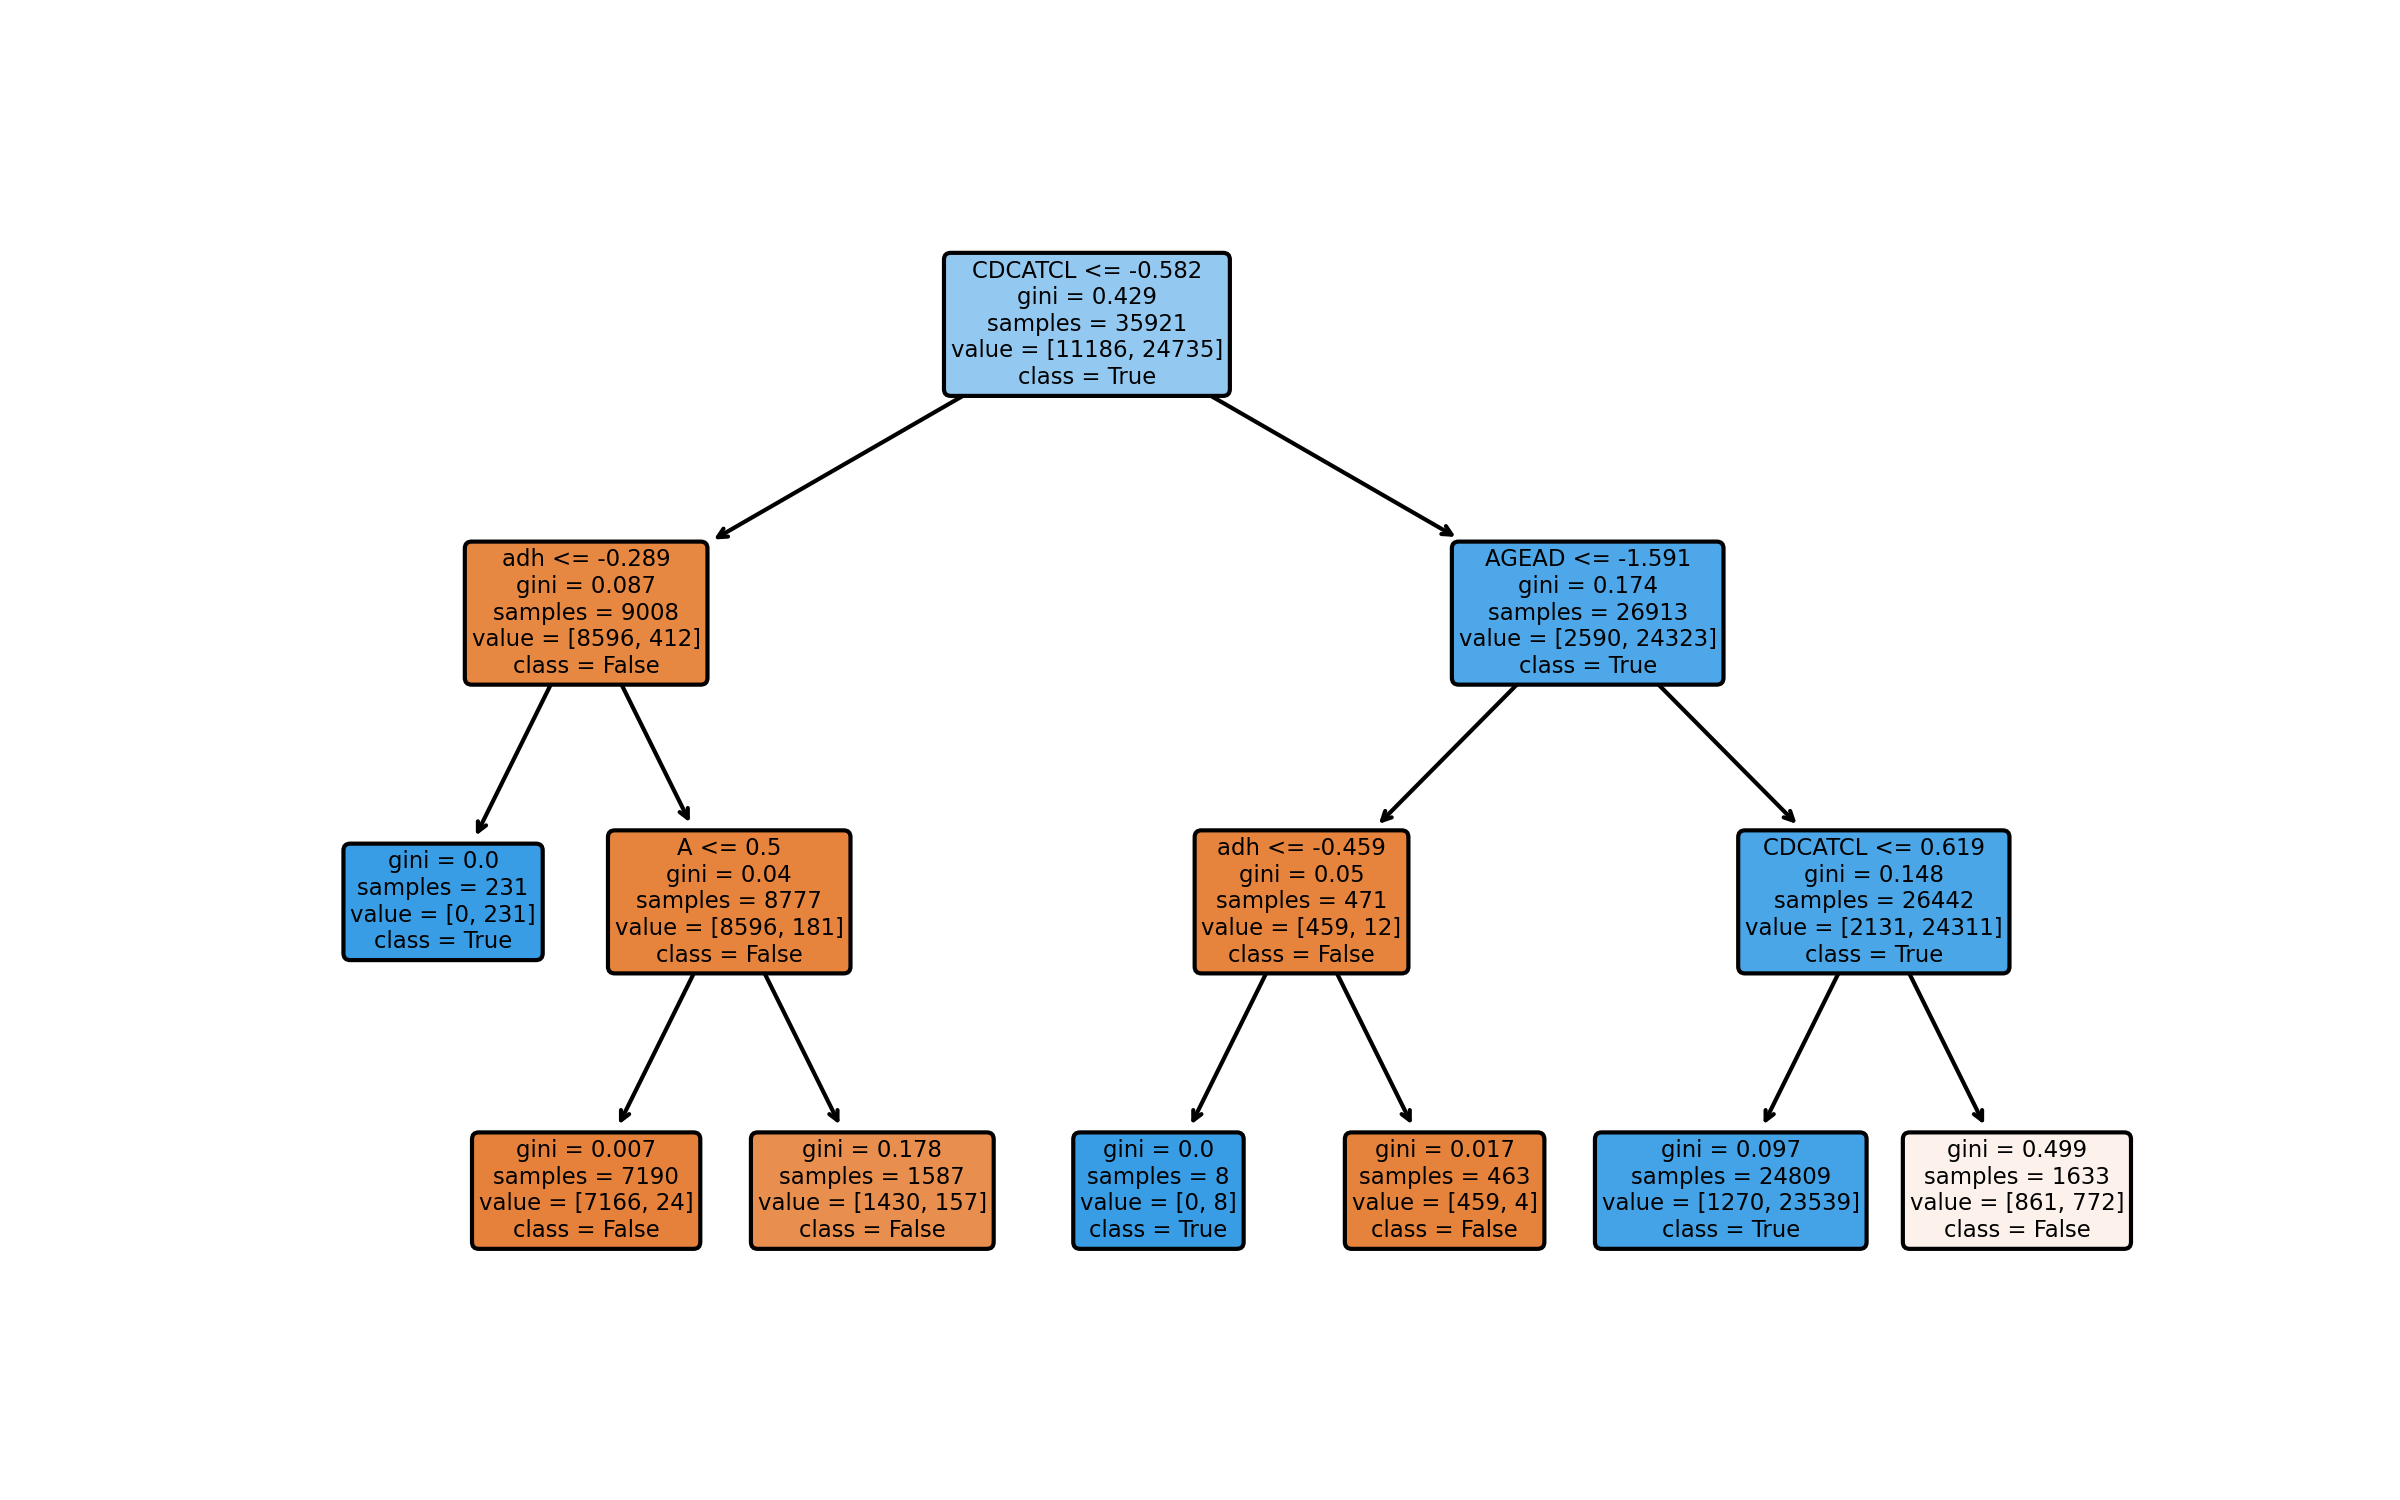 CDCATCL <= -0.582
gini = 0.429
samples = 35921
value = [11186, 24735]
class = True
adh <= -0.289
gini = 0.087
samples = 9008
value = [8596, 412]
class = False
AGEAD <= -1.591
gini = 0.174
samples = 26913
value = [2590, 24323]
class = True
gini = 0.0
samples = 231
value = [0, 231]
class = True
A <= 0.5
gini = 0.04
samples = 8777
value = [8596, 181]
class = False
adh <= -0.459
gini = 0.05
samples = 471
value = [459, 12]
class = False
CDCATCL <= 0.619
gini = 0.148
samples = 26442
value = [2131, 24311]
class = True
gini = 0.007
samples = 7190
value = [7166, 24]
class = False
gini = 0.178
samples = 1587
value = [1430, 157]
class = False
gini = 0.0
samples = 8
value = [0, 8]
class = True
gini = 0.017
samples = 463
value = [459, 4]
class = False
gini = 0.097
samples = 24809
value = [1270, 23539]
class = True
gini = 0.499
samples = 1633
value = [861, 772]
class = False